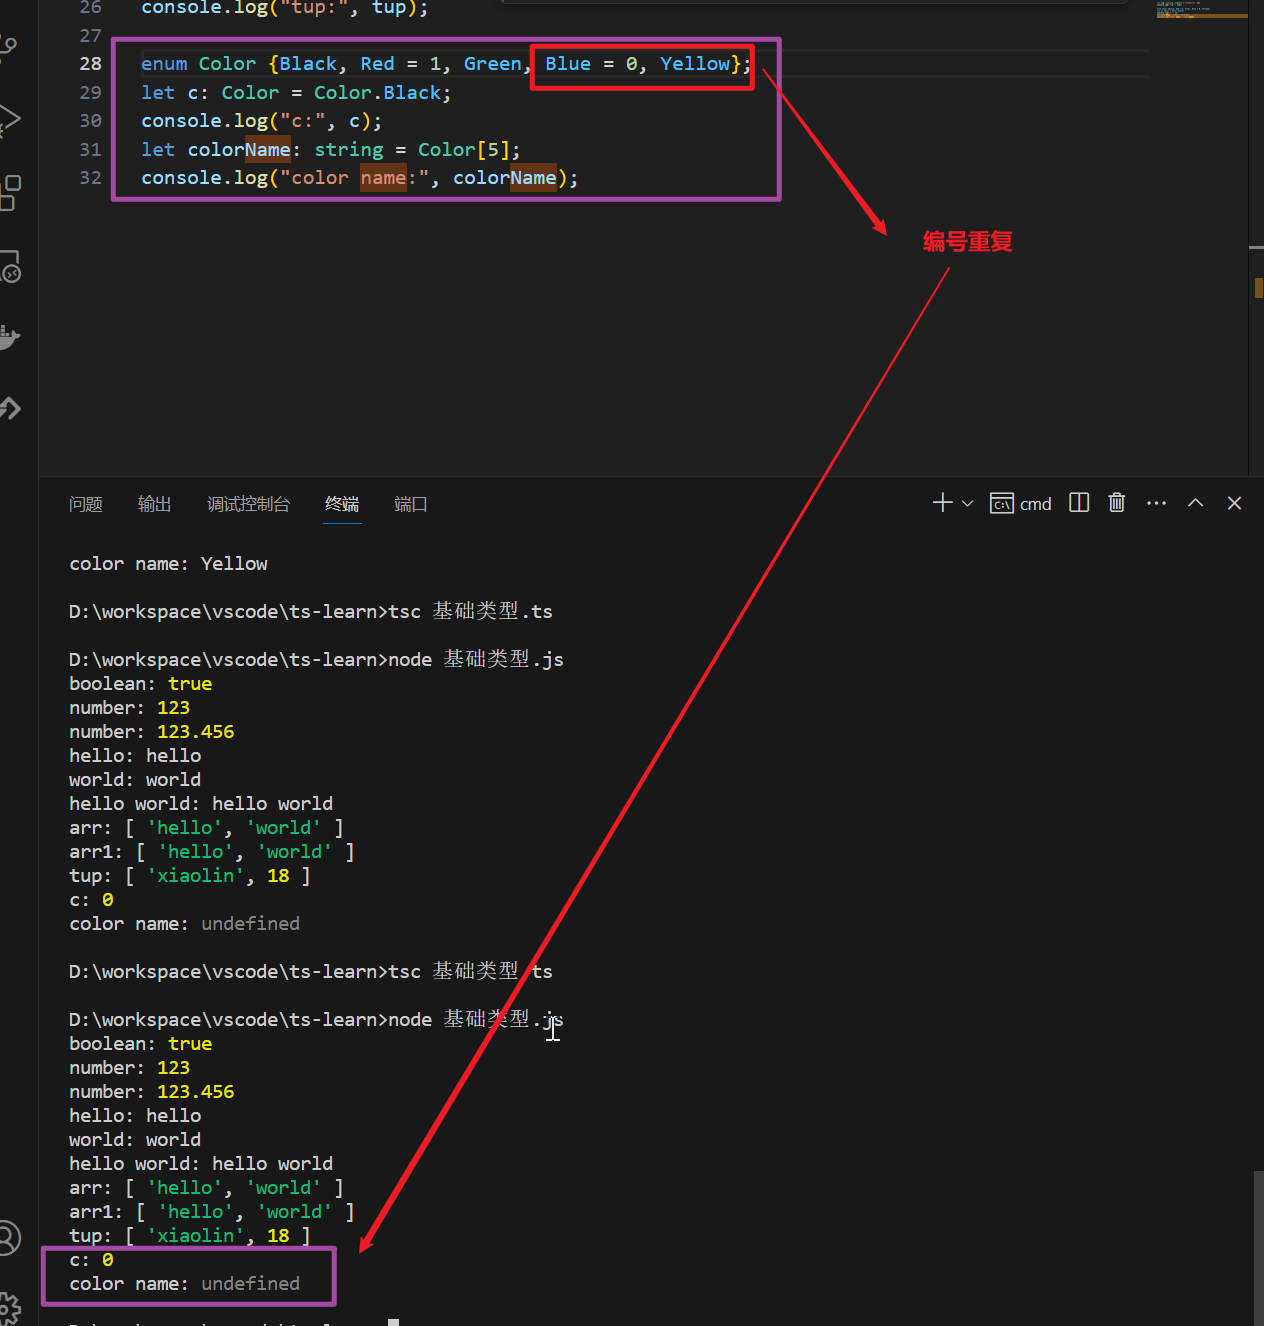 26 console.log("tup:", tup);
27
28 enum Color {Black, Red = 1, Green, Blue = 0, Yellow};
29 let c: Color = Color.Black;
30 console.log("c:", c);
31 let colorName: string = Color[5];
32 console.log("color name:", colorName);
编号重复
问题 输出 调试控制台 终端 端口 cmd
color name: Yellow
D:\workspace\vscode\ts-learn>tsc 基础类型.ts
D:\workspace\vscode\ts-learn>node 基础类型.js
boolean: true
number: 123
number: 123.456
hello: hello
world: world
hello world: hello world
arr: [ 'hello', 'world' ]
arr1: [ 'hello', 'world' ]
tup: [ 'xiaolin', 18 ]
c: 0
color name: undefined
D:\workspace\vscode\ts-learn>tsc 基础类型.ts
D:\workspace\vscode\ts-learn>node 基础类型.js
boolean: true
number: 123
number: 123.456
hello: hello
world: world
hello world: hello world
arr: [ 'hello', 'world' ]
arr1: [ 'hello', 'world' ]
tup: [ 'xiaolin', 18 ]
c: 0
color name: undefined